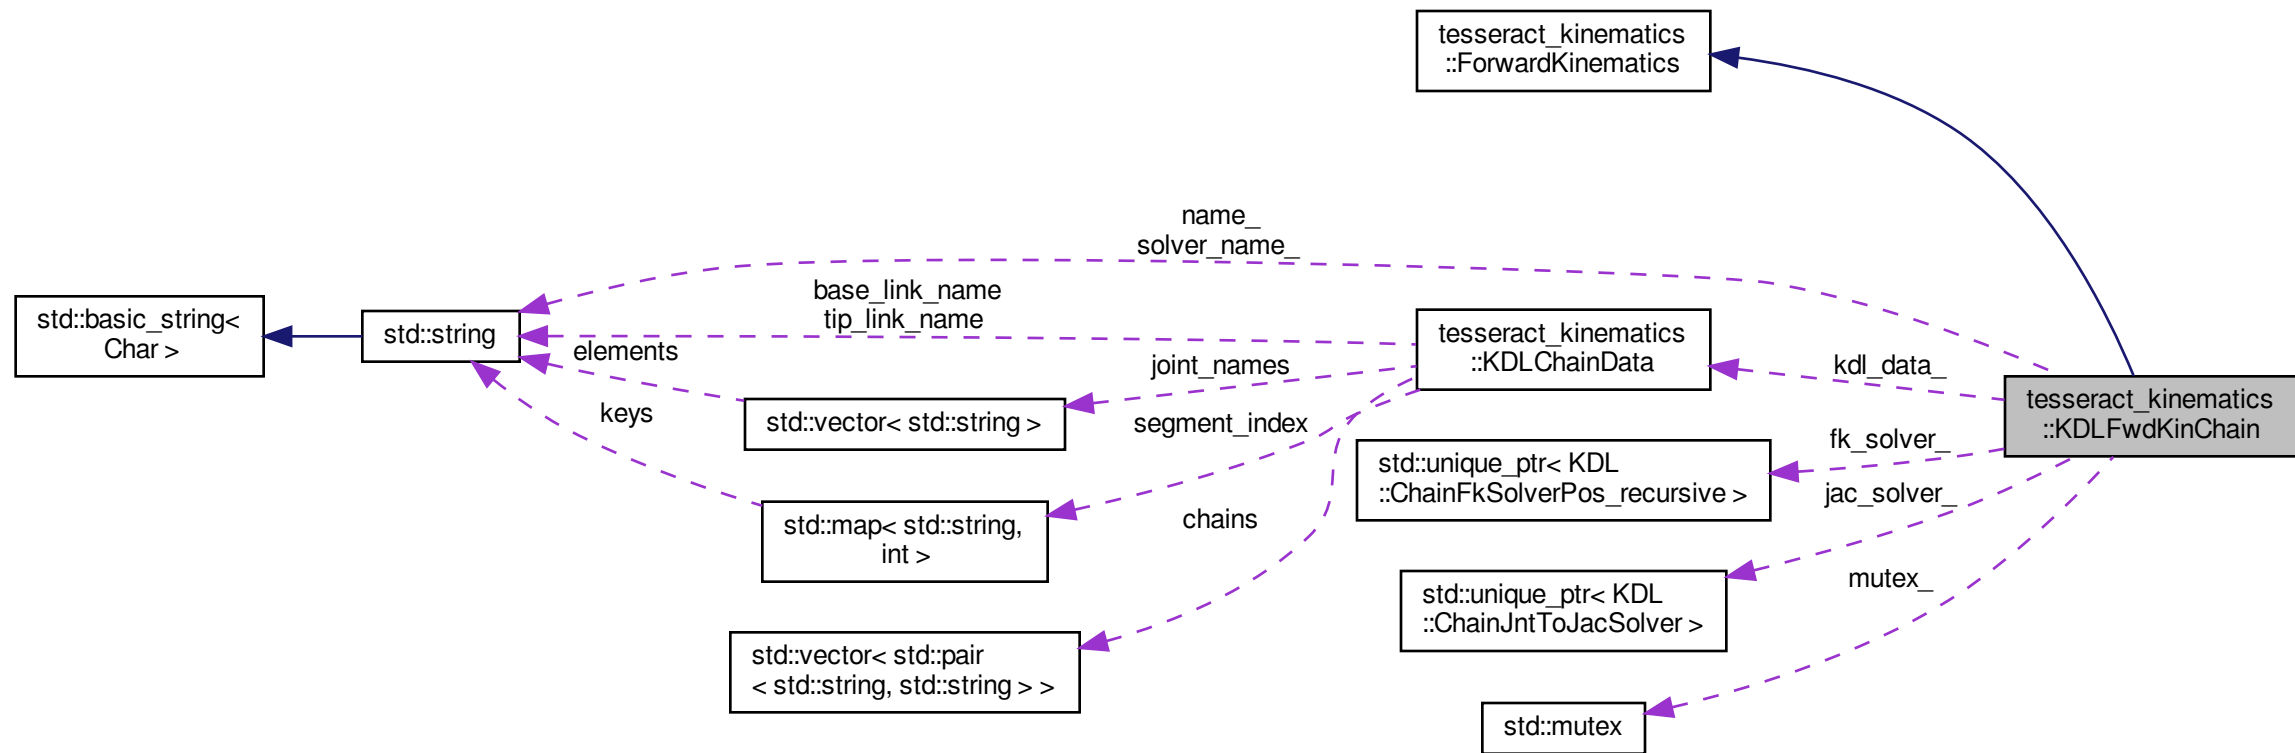 tesseract_kinematics
::ForwardKinematics
name_
solver_name_
base_link_name
tip_link_name
std::basic_string<
Char >
std::string
elements
keys
joint_names
segment_index
chains
std::vector< std::string >
std::map< std::string,
int >
std::vector< std::pair
< std::string, std::string > >
tesseract_kinematics
::KDLChainData
std::unique_ptr< KDL
::ChainFkSolverPos_recursive >
std::unique_ptr< KDL
::ChainJntToJacSolver >
std::mutex
kdl_data_
fk_solver_
jac_solver_
mutex_
tesseract_kinematics
::KDLFwdKinChain